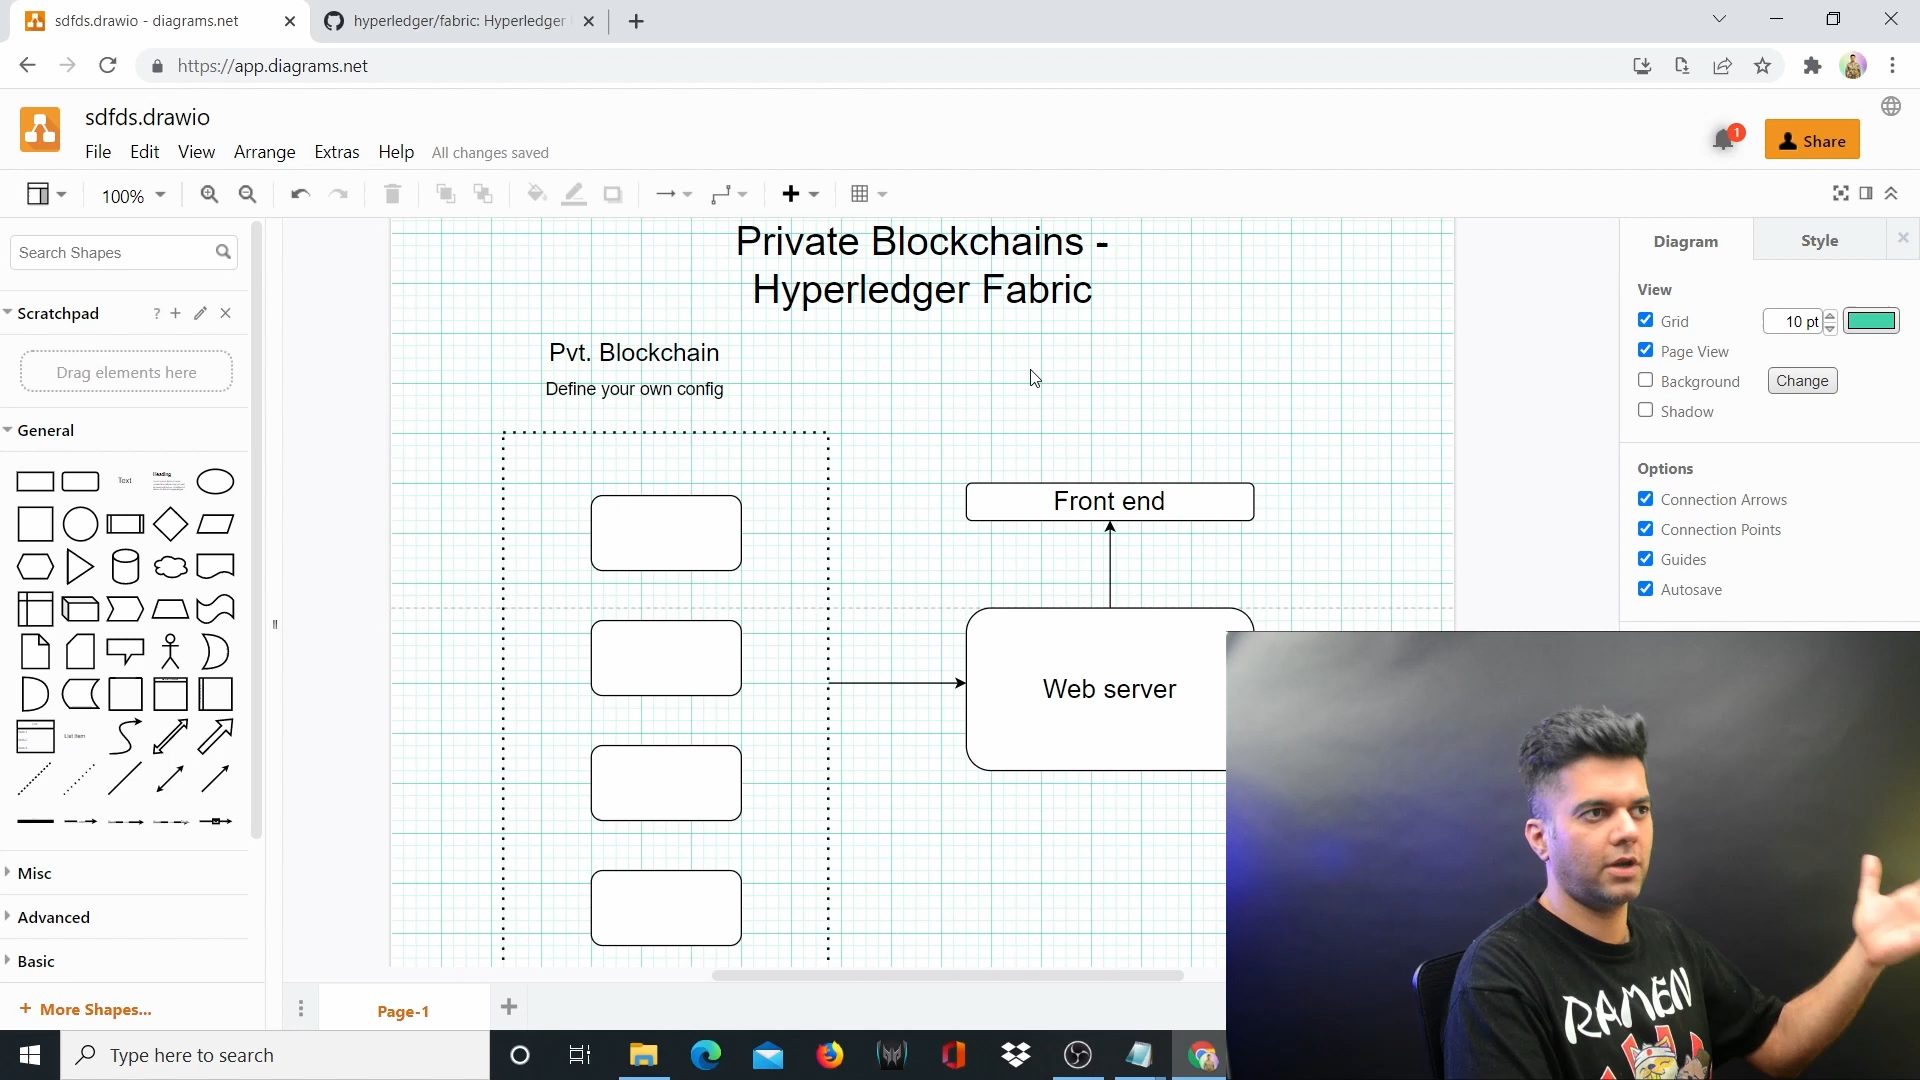 sdfds.drawio - diagrams.net
hyperledger/fabric: Hyperledger
https://app.diagrams.net
sdfds.drawio
File Edit View Arrange Extras Help All changes saved
1
Share
100%
Search Shapes
Scratchpad
?
Drag elements here
General
Text
Heading
List Item
Misc
Advanced
Basic
+ More Shapes...
Private Blockchains -
Hyperledger Fabric
Pvt. Blockchain
Define your own config
Front end
Web server
Page-1
Diagram Style
View
Grid 10 pt
Page View
Background Change
Shadow
Options
Connection Arrows
Connection Points
Guides
Autosave
Type here to search
RAMEN